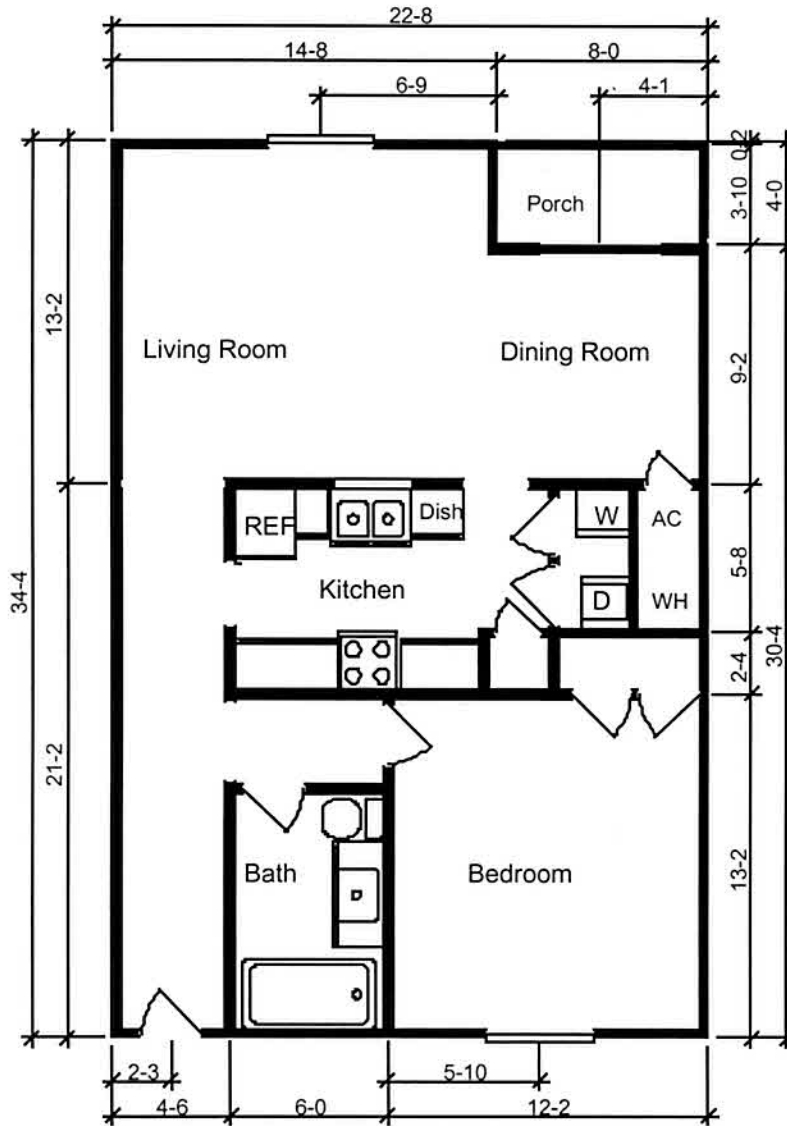 22-8
14-8
8-0
6-9
4-1
0-2
3-10
4-0
Porch
13-2
Living Room
Dining Room
9-2
34-4
REF
Dish
W
AC
5-8
Kitchen
D
WH
30-4
2-4
21-2
Bath
Bedroom
13-2
2-3
5-10
4-6
6-0
12-2